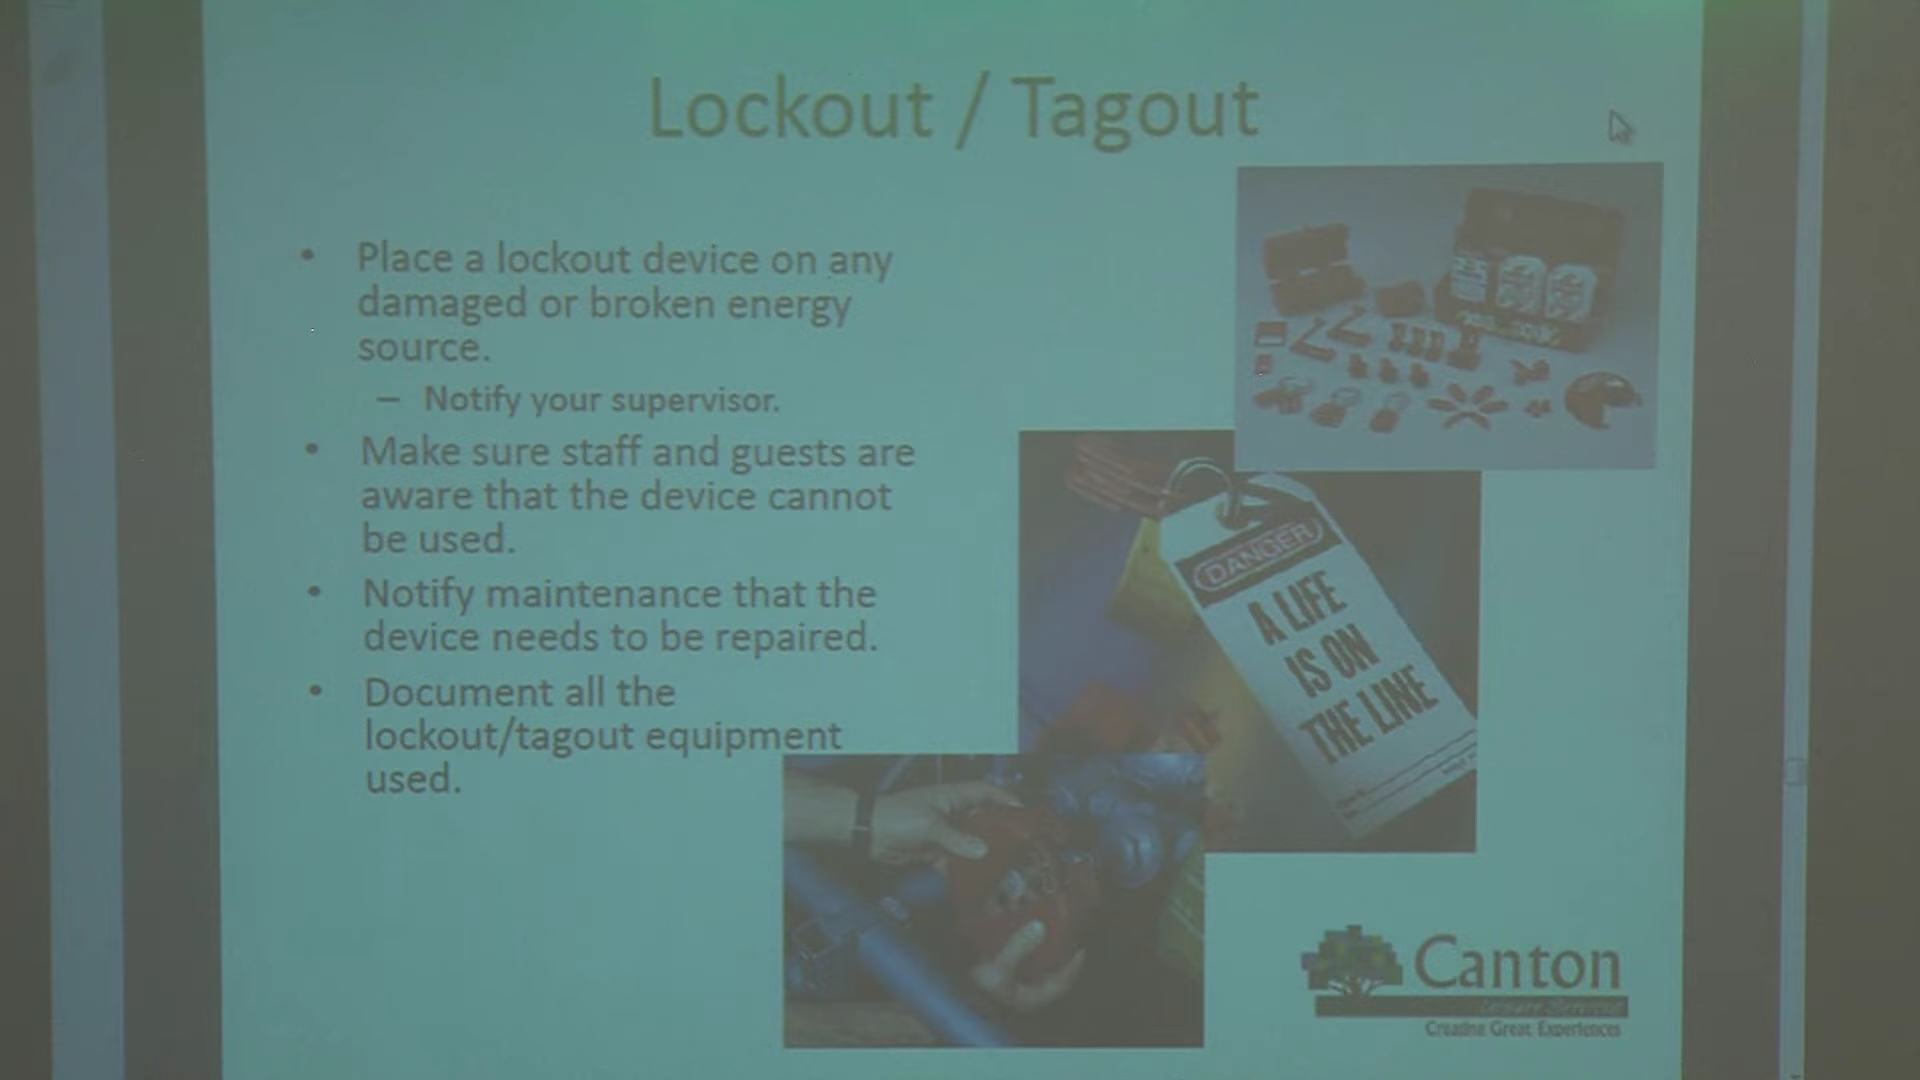 Lockout / Tagout
• Place a lockout device on any
damaged or broken energy
source.
– Notify your supervisor.
• Make sure staff and guests are
aware that the device cannot
be used.
• Notify maintenance that the
device needs to be repaired.
• Document all the
lockout/tagout equipment
used.
DANGER
A LIFE
IS ON
THE LINE
Canton
Leisure Services
Creating Great Experiences